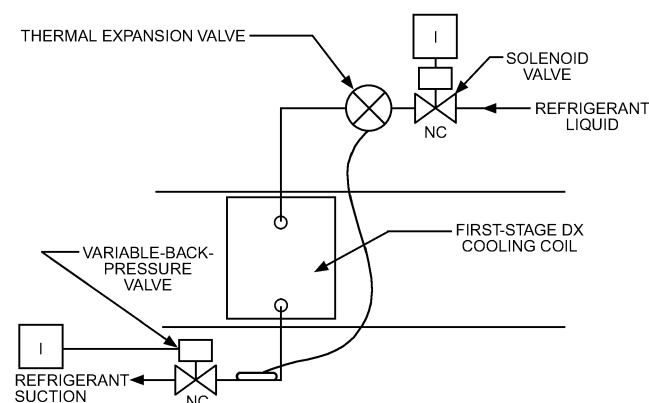 I
THERMAL EXPANSION VALVE
SOLENOID
VALVE
REFRIGERANT
LIQUID
NC
FIRST-STAGE DX
COOLING COIL
VARIABLE-BACK-
PRESSURE
VALVE
I
REFRIGERANT
SUCTION
NC